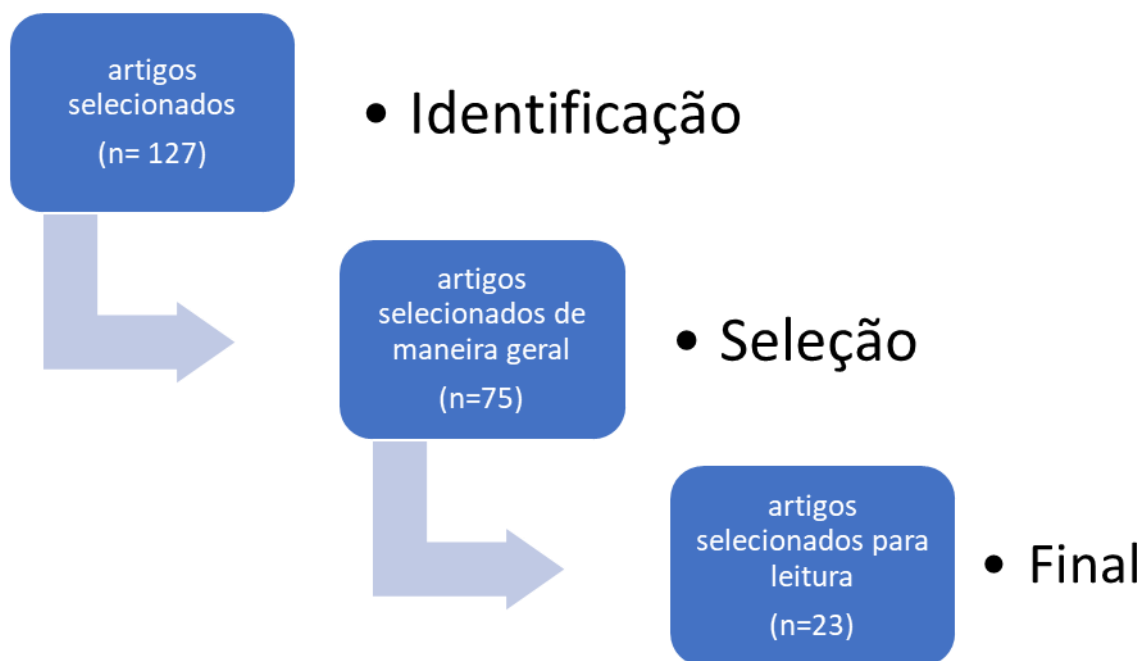 artigos
selecionados
(n= 127)
• Identificação
artigos
selecionados de
maneira geral
(n=75)
• Seleção
artigos
selecionados para
leitura
(n=23)
• Final